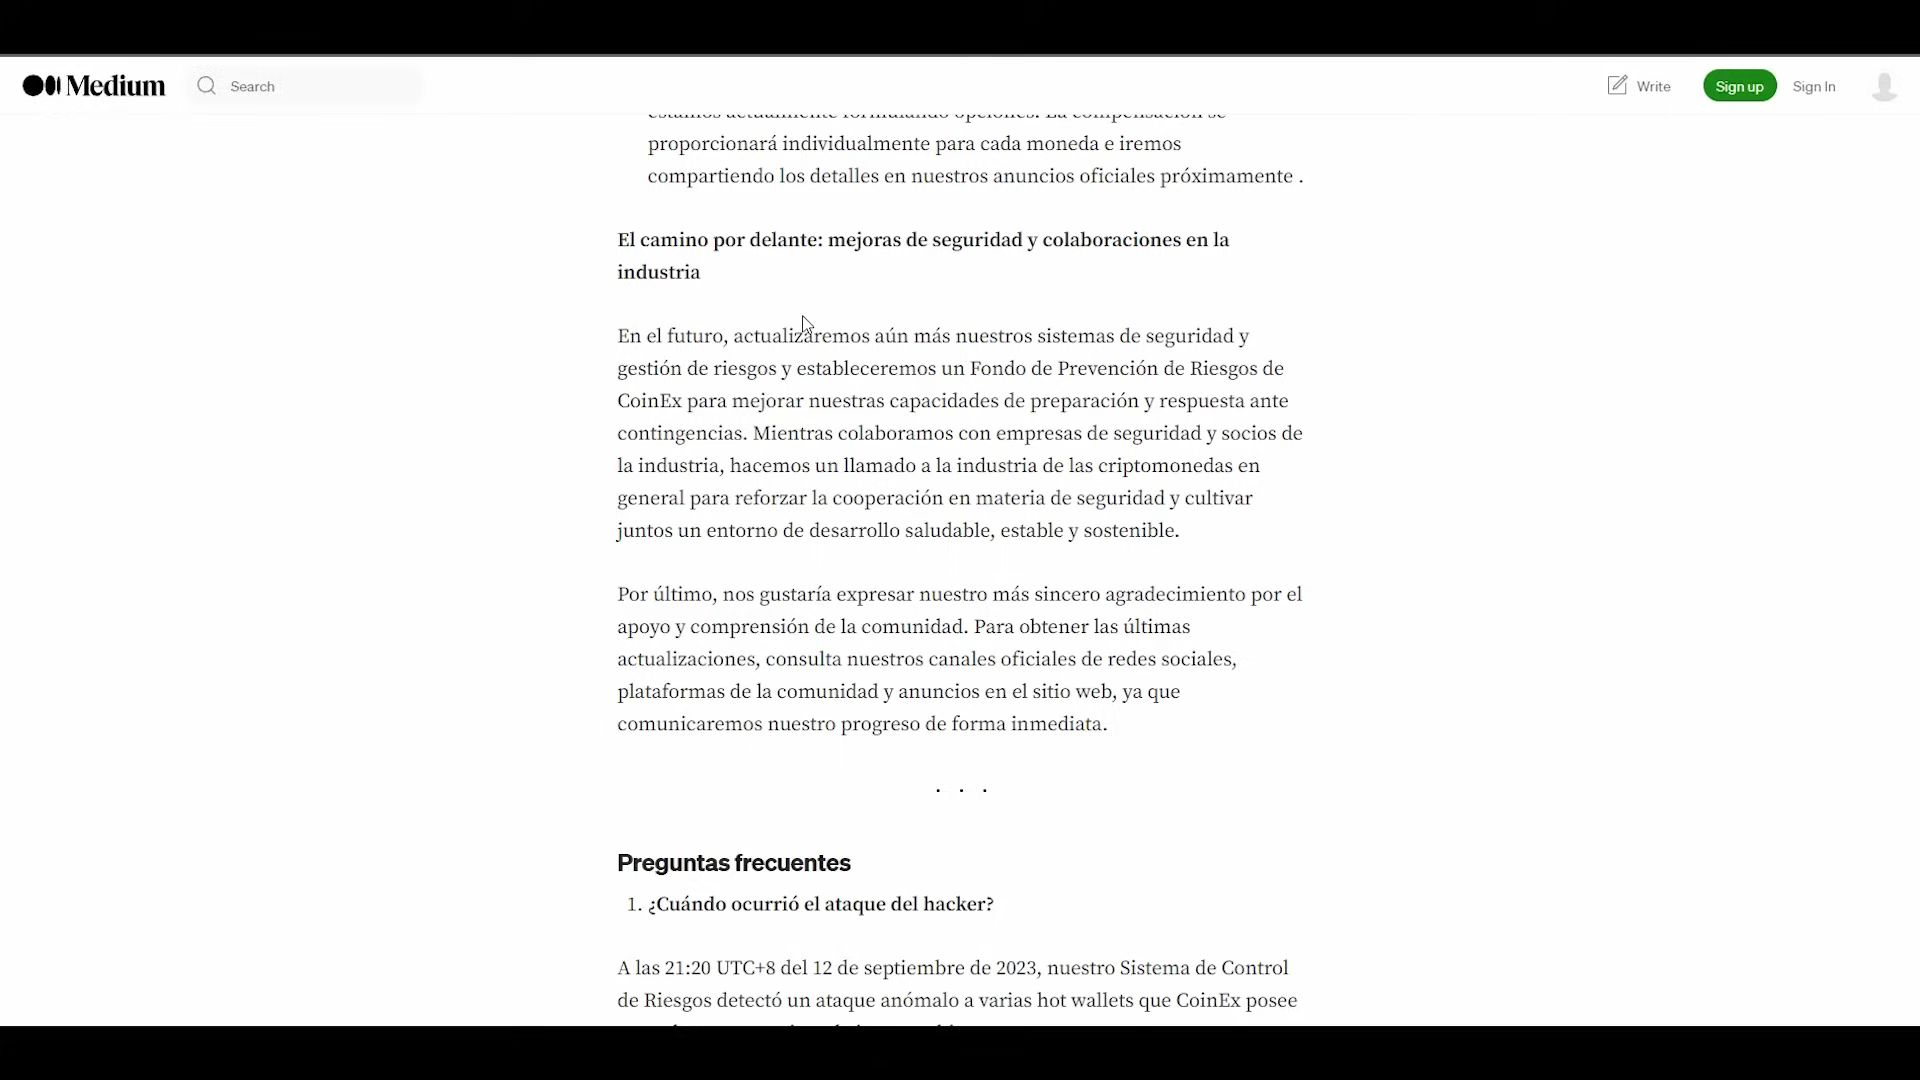 Medium
Search
Write
Sign up
Sign In
estamos actualmente formulando opciones. La compensación se
proporcionará individualmente para cada moneda e iremos
compartiendo los detalles en nuestros anuncios oficiales próximamente .
El camino por delante: mejoras de seguridad y colaboraciones en la
industria
En el futuro, actualizaremos aún más nuestros sistemas de seguridad y
gestión de riesgos y estableceremos un Fondo de Prevención de Riesgos de
CoinEx para mejorar nuestras capacidades de preparación y respuesta ante
contingencias. Mientras colaboramos con empresas de seguridad y socios de
la industria, hacemos un llamado a la industria de las criptomonedas en
general para reforzar la cooperación en materia de seguridad y cultivar
juntos un entorno de desarrollo saludable, estable y sostenible.
Por último, nos gustaría expresar nuestro más sincero agradecimiento por el
apoyo y comprensión de la comunidad. Para obtener las últimas
actualizaciones, consulta nuestros canales oficiales de redes sociales,
plataformas de la comunidad y anuncios en el sitio web, ya que
comunicaremos nuestro progreso de forma inmediata.
. . .
Preguntas frecuentes
1. ¿Cuándo ocurrió el ataque del hacker?
A las 21:20 UTC+8 del 12 de septiembre de 2023, nuestro Sistema de Control
de Riesgos detectó un ataque anómalo a varias hot wallets que CoinEx posee